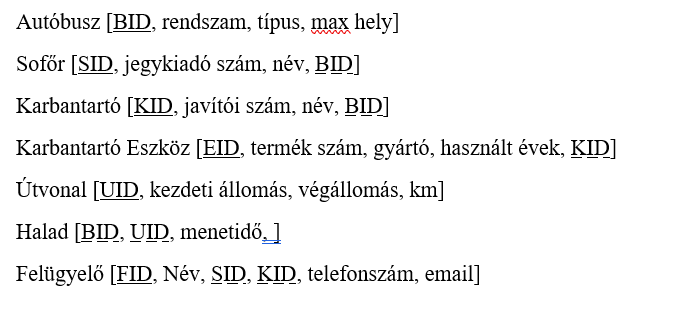 Autóbusz [BID, rendszam, típus, max hely]
Sofőr [SID, jegykiadó szám, név, BID]
Karbantartó [KID, javítói szám, név, BID]
Karbantartó Eszköz [EID, termék szám, gyártó, használt évek, KID]
Útvonal [UID, kezdeti állomás, végállomás, km]
Halad [BID, UID, menetidő, ]
Felügyelő [FID, Név, SID, KID, telefonszám, email]